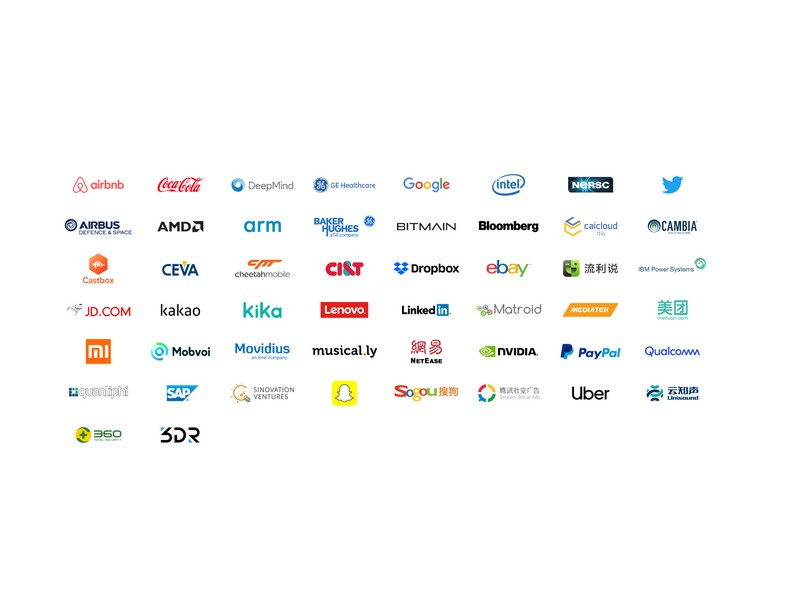 airbnb
Coca-Cola
DeepMind
GE Healthcare
Google
intel
NERSC
AIRBUS
DEFENCE & SPACE
AMD
arm
BAKER
HUGHES
a GE company
BITMAIN
Bloomberg
caicloud
CAMBIA
Castbox
CEVA
cheetahmobile
CI&T
Dropbox
ebay
流利说
IBM Power Systems
JD.COM
kakao
kika
Lenovo
LinkedIn
Matroid
MEDIATEK
美团
meituan.com
MI
Mobvoi
Movidius
an Intel company
musical.ly
網易
NETEASE
NVIDIA
PayPal
Qualcomm
quantiphi
SAP
SINOVATION
VENTURES
Sogou搜狗
腾讯社交广告
Tencent Social Ads
Uber
云知声
Unisound
360
TOTAL SECURITY
3DR